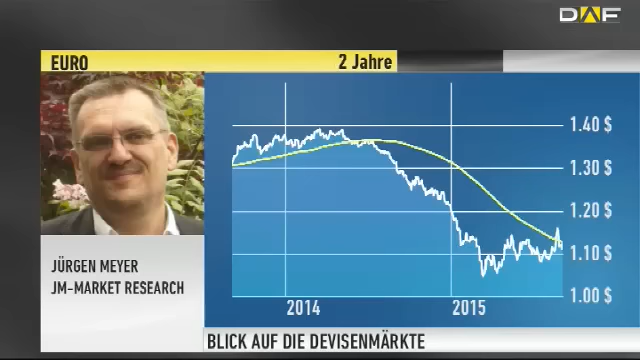 DAF
EURO 2 Jahre
1.40 $
1.30 $
1.20 $
1.10 $
1.00 $
2014 2015
JÜRGEN MEYER
JM-MARKET RESEARCH
BLICK AUF DIE DEVISENMÄRKTE